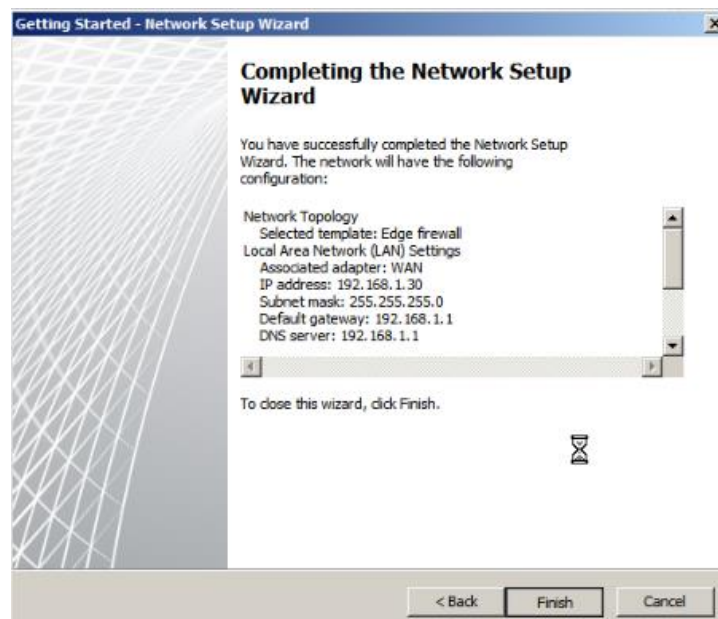 Getting Started - Network Setup Wizard
Completing the Network Setup
Wizard
You have successfully completed the Network Setup
Wizard. The network will have the following
configuration:
Network Topology
Selected template: Edge firewall
Local Area Network (LAN) Settings
Associated adapter: WAN
IP address: 192.168.1.30
Subnet mask: 255.255.255.0
Default gateway: 192.168.1.1
DNS server: 192.168.1.1
To close this wizard, click Finish.
< Back
Finish
Cancel